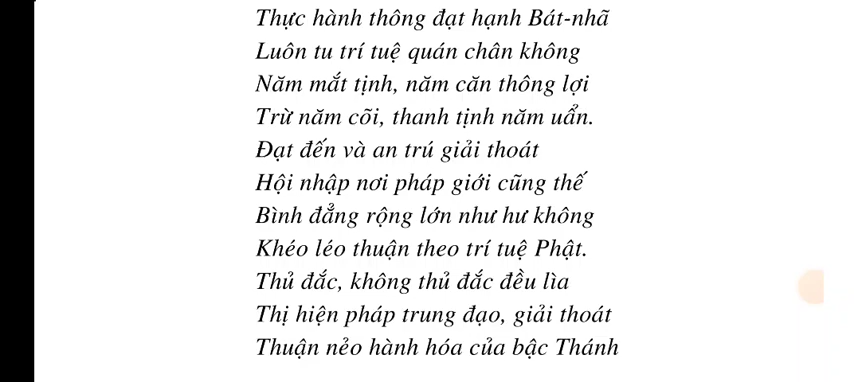 Thực hành thông đạt hạnh Bát-nhã
Luôn tu trí tuệ quán chân không
Năm mắt tịnh, năm căn thông lợi
Trừ năm cõi, thanh tịnh năm uẩn.
Đạt đến và an trú giải thoát
Hội nhập nơi pháp giới cũng thế
Bình đẳng rộng lớn như hư không
Khéo léo thuận theo trí tuệ Phật.
Thủ đắc, không thủ đắc đều lìa
Thị hiện pháp trung đạo, giải thoát
Thuận nẻo hành hóa của bậc Thánh